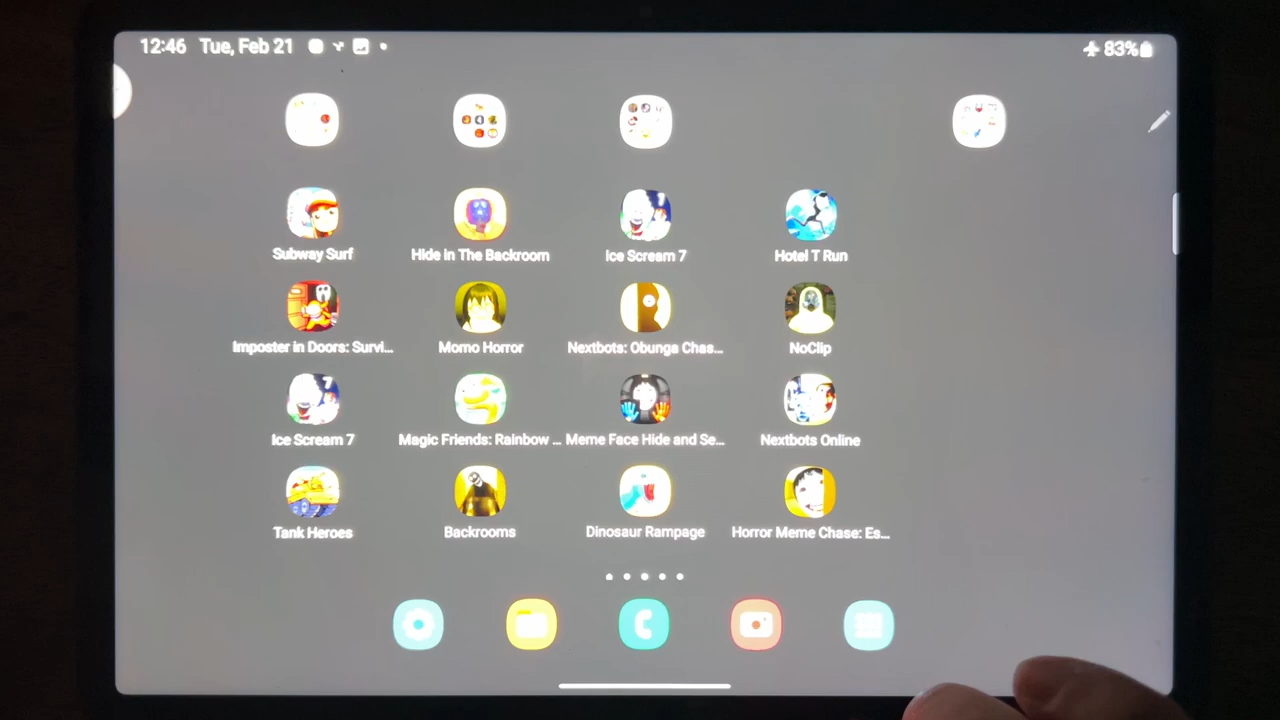 12:46 Tue, Feb 21 83%
Subway Surf Hide in The Backroom Ice Scream 7 Hotel T Run
Imposter in Doors: Survi... Momo Horror Nextbots: Obunga Chas... NoClip
Ice Scream 7 Magic Friends: Rainbow ... Meme Face Hide and Se... Nextbots Online
Tank Heroes Backrooms Dinosaur Rampage Horror Meme Chase: Es...